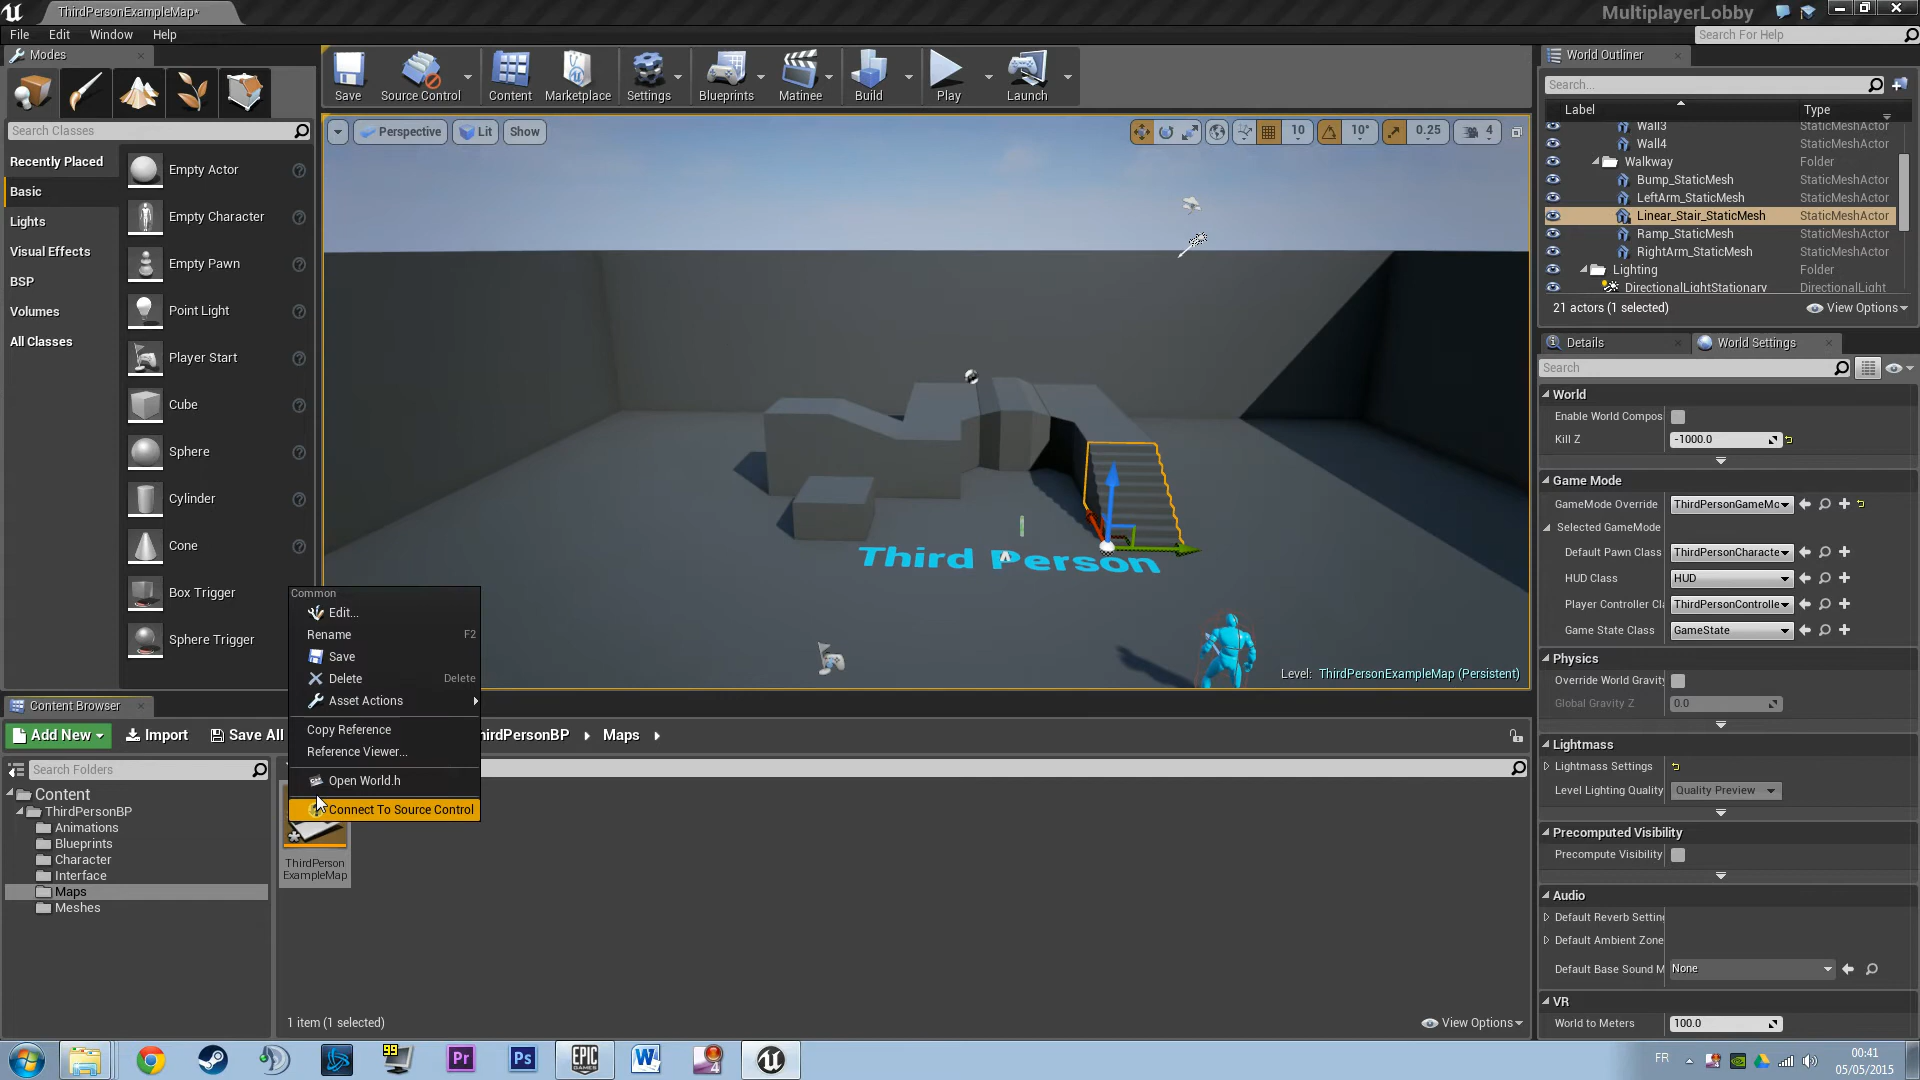 ThirdPersonExampleMap*
MultiplayerLobby
File Edit Window Help
Search For Help
Modes
Save
Source Control
Content
Marketplace
Settings
Blueprints
Matinee
Build
Play
Launch
World Outliner
Search...
Label Type
Wall3 StaticMeshActor
Wall4 StaticMeshActor
Walkway Folder
Bump_StaticMesh StaticMeshActor
LeftArm_StaticMesh StaticMeshActor
Linear_Stair_StaticMesh StaticMeshActor
Ramp_StaticMesh StaticMeshActor
RightArm_StaticMesh StaticMeshActor
Lighting Folder
DirectionalLightStationary DirectionalLight
21 actors (1 selected) View Options
Search Classes
Recently Placed
Basic
Lights
Visual Effects
BSP
Volumes
All Classes
Empty Actor
Empty Character
Empty Pawn
Point Light
Player Start
Cube
Sphere
Cylinder
Cone
Box Trigger
Sphere Trigger
Perspective Lit Show
10 10° 0.25 4
Third Person
Level: ThirdPersonExampleMap (Persistent)
Details World Settings
Search
World
Enable World Compos
Kill Z -1000.0
Game Mode
GameMode Override ThirdPersonGameMo
Selected GameMode
Default Pawn Class ThirdPersonCharacte
HUD Class HUD
Player Controller Cl ThirdPersonControlle
Game State Class GameState
Physics
Override World Gravity
Global Gravity Z 0.0
Lightmass
Lightmass Settings
Level Lighting Quality Quality Preview
Precomputed Visibility
Precompute Visibility
Audio
Default Reverb Settin
Default Ambient Zone
Default Base Sound M None
VR
World to Meters 100.0
Common
Edit...
Rename F2
Save
Delete Delete
Asset Actions
Copy Reference
Reference Viewer...
Open World.h
Connect To Source Control
Content Browser
Add New Import Save All
hirdPersonBP Maps
Search Folders
Content
ThirdPersonBP
Animations
Blueprints
Character
Interface
Maps
Meshes
ThirdPerson
ExampleMap
1 item (1 selected)
View Options
99
Pr
Ps
EPIC
GAMES
W
4
FR
00:41
05/05/2015